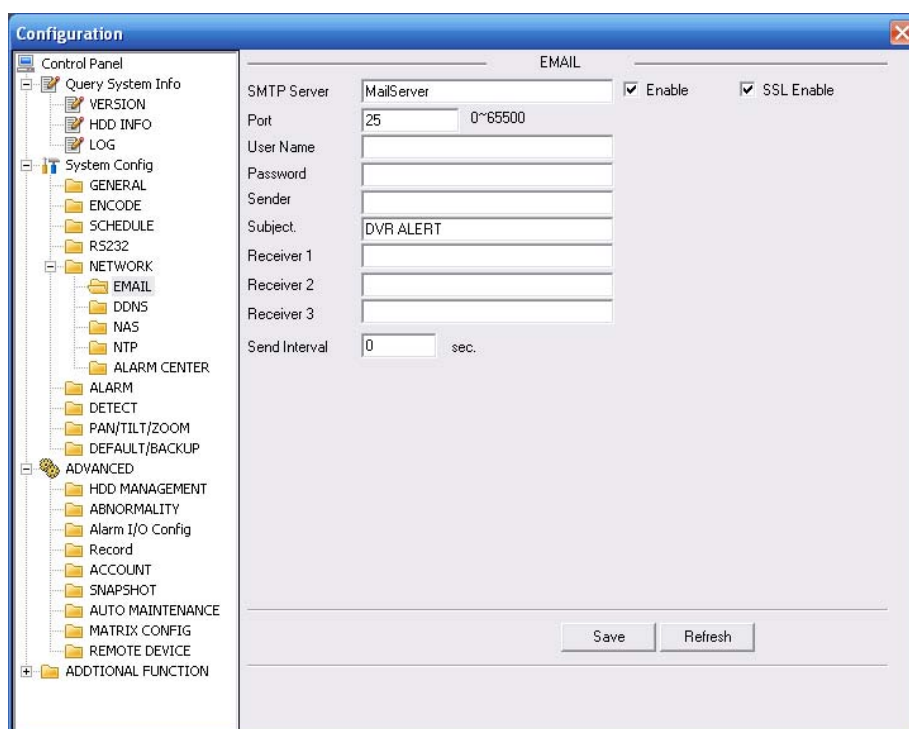 Configuration
Control Panel
Query System Info
VERSION
HDD INFO
LOG
System Config
GENERAL
ENCODE
SCHEDULE
RS232
NETWORK
EMAIL
DDNS
NAS
NTP
ALARM CENTER
ALARM
DETECT
PAN/TILT/ZOOM
DEFAULT/BACKUP
ADVANCED
HDD MANAGEMENT
ABNORMALITY
Alarm I/O Config
Record
ACCOUNT
SNAPSHOT
AUTO MAINTENANCE
MATRIX CONFIG
REMOTE DEVICE
ADDTIONAL FUNCTION
EMAIL
SMTP Server MailServer Enable SSL Enable
Port 25 0~65500
User Name
Password
Sender
Subject. DVR ALERT
Receiver 1
Receiver 2
Receiver 3
Send Interval 0 sec.
Save Refresh